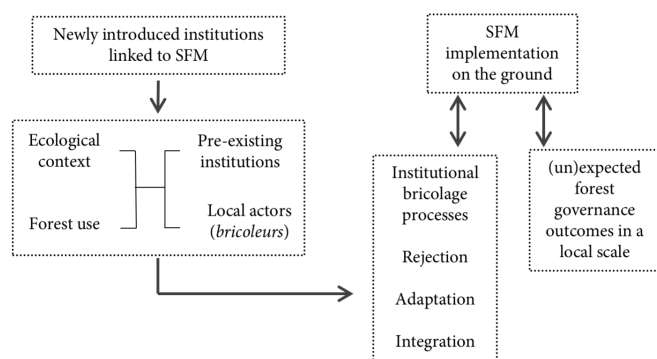 Newly introduced institutions
linked to SFM
SFM
implementation
on the ground
Ecological
context
Pre-existing
institutions
Forest use
Local actors
(bricoleurs)
Institutional
bricolage
processes
Rejection
Adaptation
Integration
(un)expected
forest
governance
outcomes in a
local scale